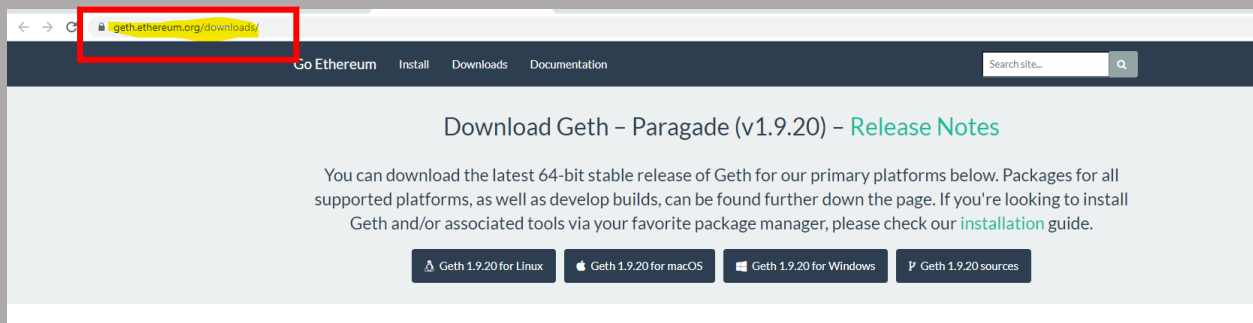 geth.ethereum.org/downloads/
Go Ethereum Install Downloads Documentation Search site...
Download Geth – Paragade (v1.9.20) – Release Notes
You can download the latest 64-bit stable release of Geth for our primary platforms below. Packages for all
supported platforms, as well as develop builds, can be found further down the page. If you're looking to install
Geth and/or associated tools via your favorite package manager, please check our installation guide.
Geth 1.9.20 for Linux Geth 1.9.20 for macOS Geth 1.9.20 for Windows Geth 1.9.20 sources